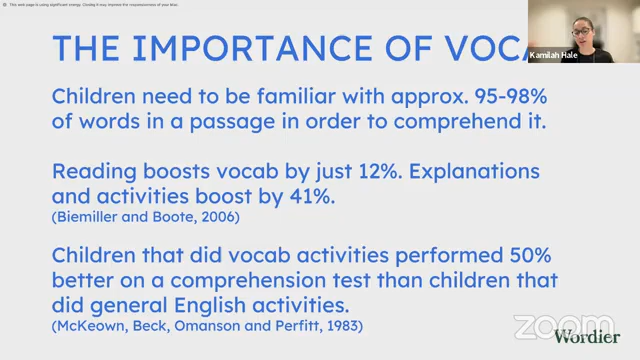 This web page is using significant energy. Closing it may improve the responsiveness of your Mac.
THE IMPORTANCE OF VOCA
Kamilah Hale
Children need to be familiar with approx. 95-98%
of words in a passage in order to comprehend it.
Reading boosts vocab by just 12%. Explanations
and activities boost by 41%.
(Biemiller and Boote, 2006)
Children that did vocab activities performed 50%
better on a comprehension test than children that
did general English activities.
(McKeown, Beck, Omanson and Perfitt, 1983)
zoom
Wordier